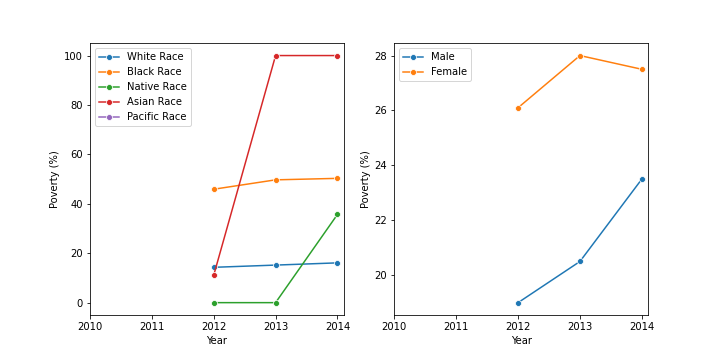 White Race
Black Race
Native Race
Asian Race
Pacific Race
100
80
60
40
20
0
Poverty (%)
2010 2011 2012 2013 2014
Year
Male
Female
28
26
24
22
20
Poverty (%)
2010 2011 2012 2013 2014
Year